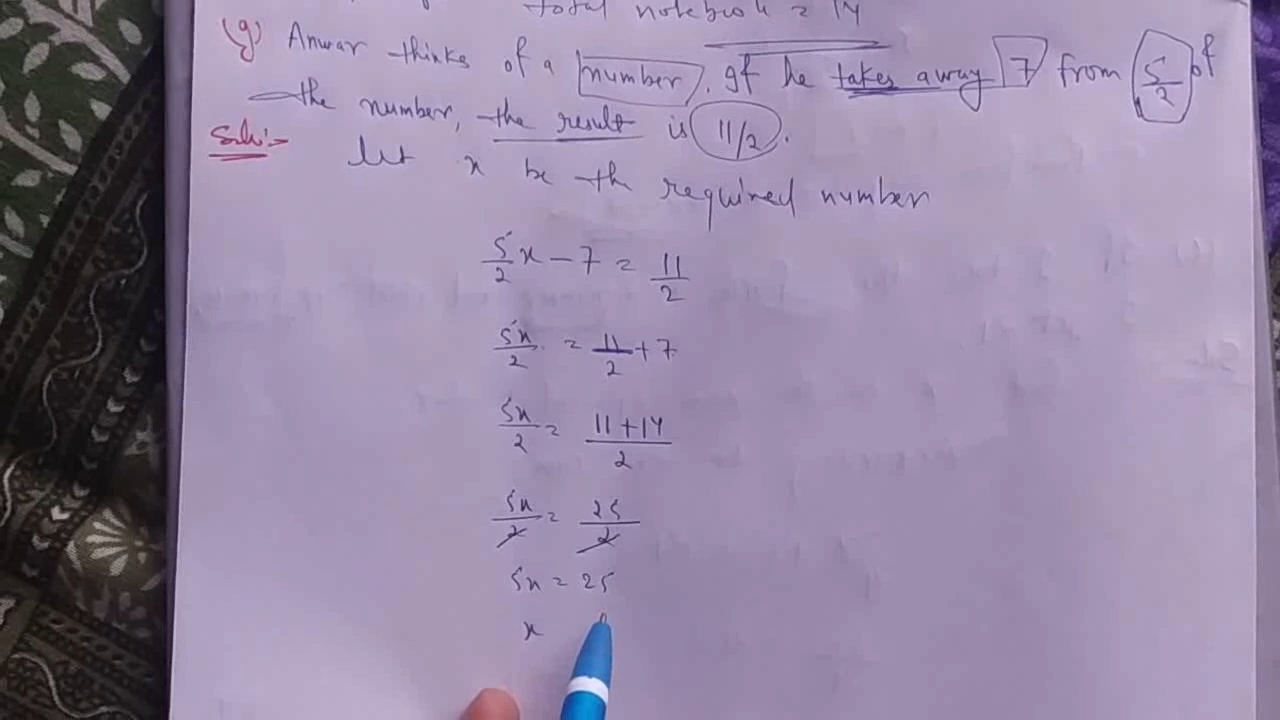 total notebook = 14
(g) Anwar thinks of a number. If he takes away 7 from 5/2 of
the number, the result is 11/2.
Soln:- Let x be the required number
5/2 x - 7 = 11/2
5x/2 = 11/2 + 7
5x/2 = 11+14/2
5x/2 = 25/2
5x = 25
x